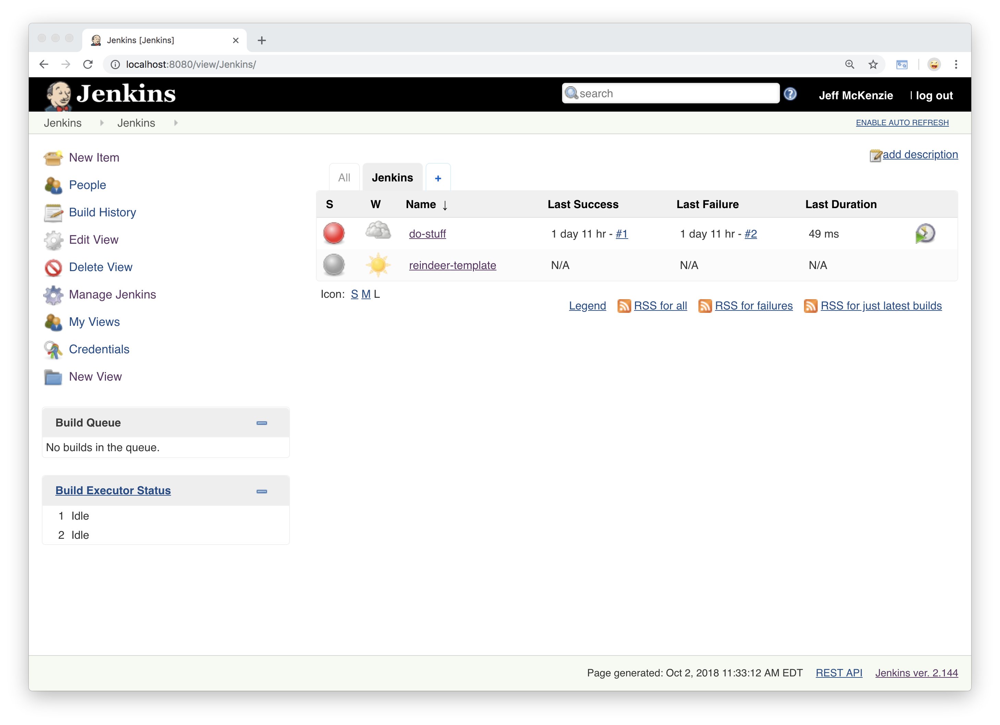 Jenkins [Jenkins]
localhost:8080/view/Jenkins/
Jenkins
search
Jeff McKenzie | log out
Jenkins Jenkins
ENABLE AUTO REFRESH
New Item
People
Build History
Edit View
Delete View
Manage Jenkins
My Views
Credentials
New View
Build Queue
No builds in the queue.
Build Executor Status
1 Idle
2 Idle
add description
All Jenkins +
S W Name ↓ Last Success Last Failure Last Duration
do-stuff 1 day 11 hr - #1 1 day 11 hr - #2 49 ms
reindeer-template N/A N/A N/A
Icon: S M L
Legend RSS for all RSS for failures RSS for just latest builds
Page generated: Oct 2, 2018 11:33:12 AM EDT REST API Jenkins ver. 2.144